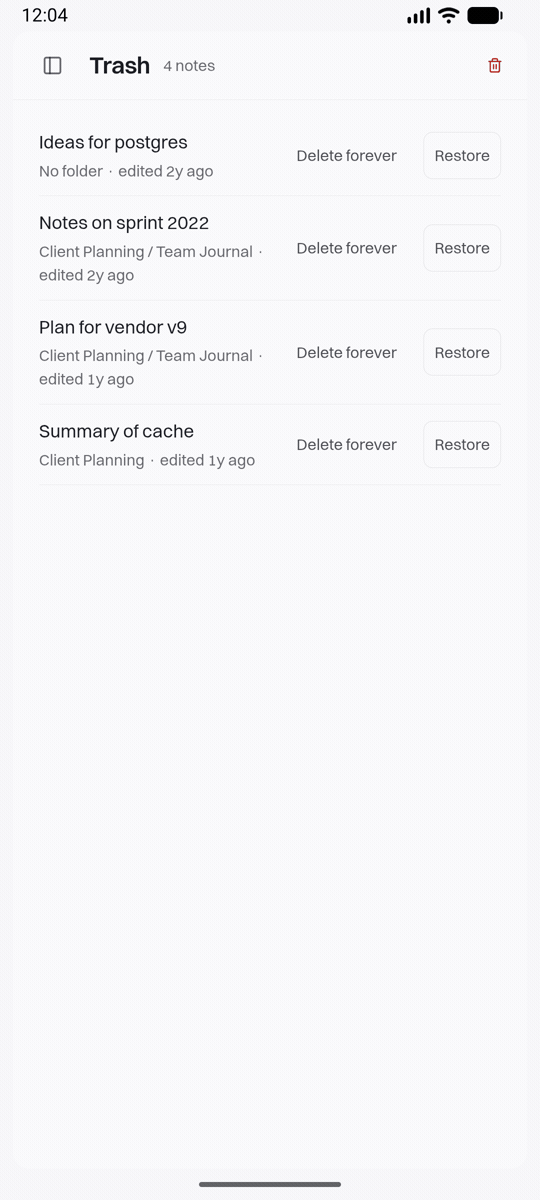 12:04
Trash 4 notes
Ideas for postgres
No folder · edited 2y ago
Delete forever
Restore
Notes on sprint 2022
Client Planning / Team Journal ·
edited 2y ago
Delete forever
Restore
Plan for vendor v9
Client Planning / Team Journal ·
edited 1y ago
Delete forever
Restore
Summary of cache
Client Planning · edited 1y ago
Delete forever
Restore